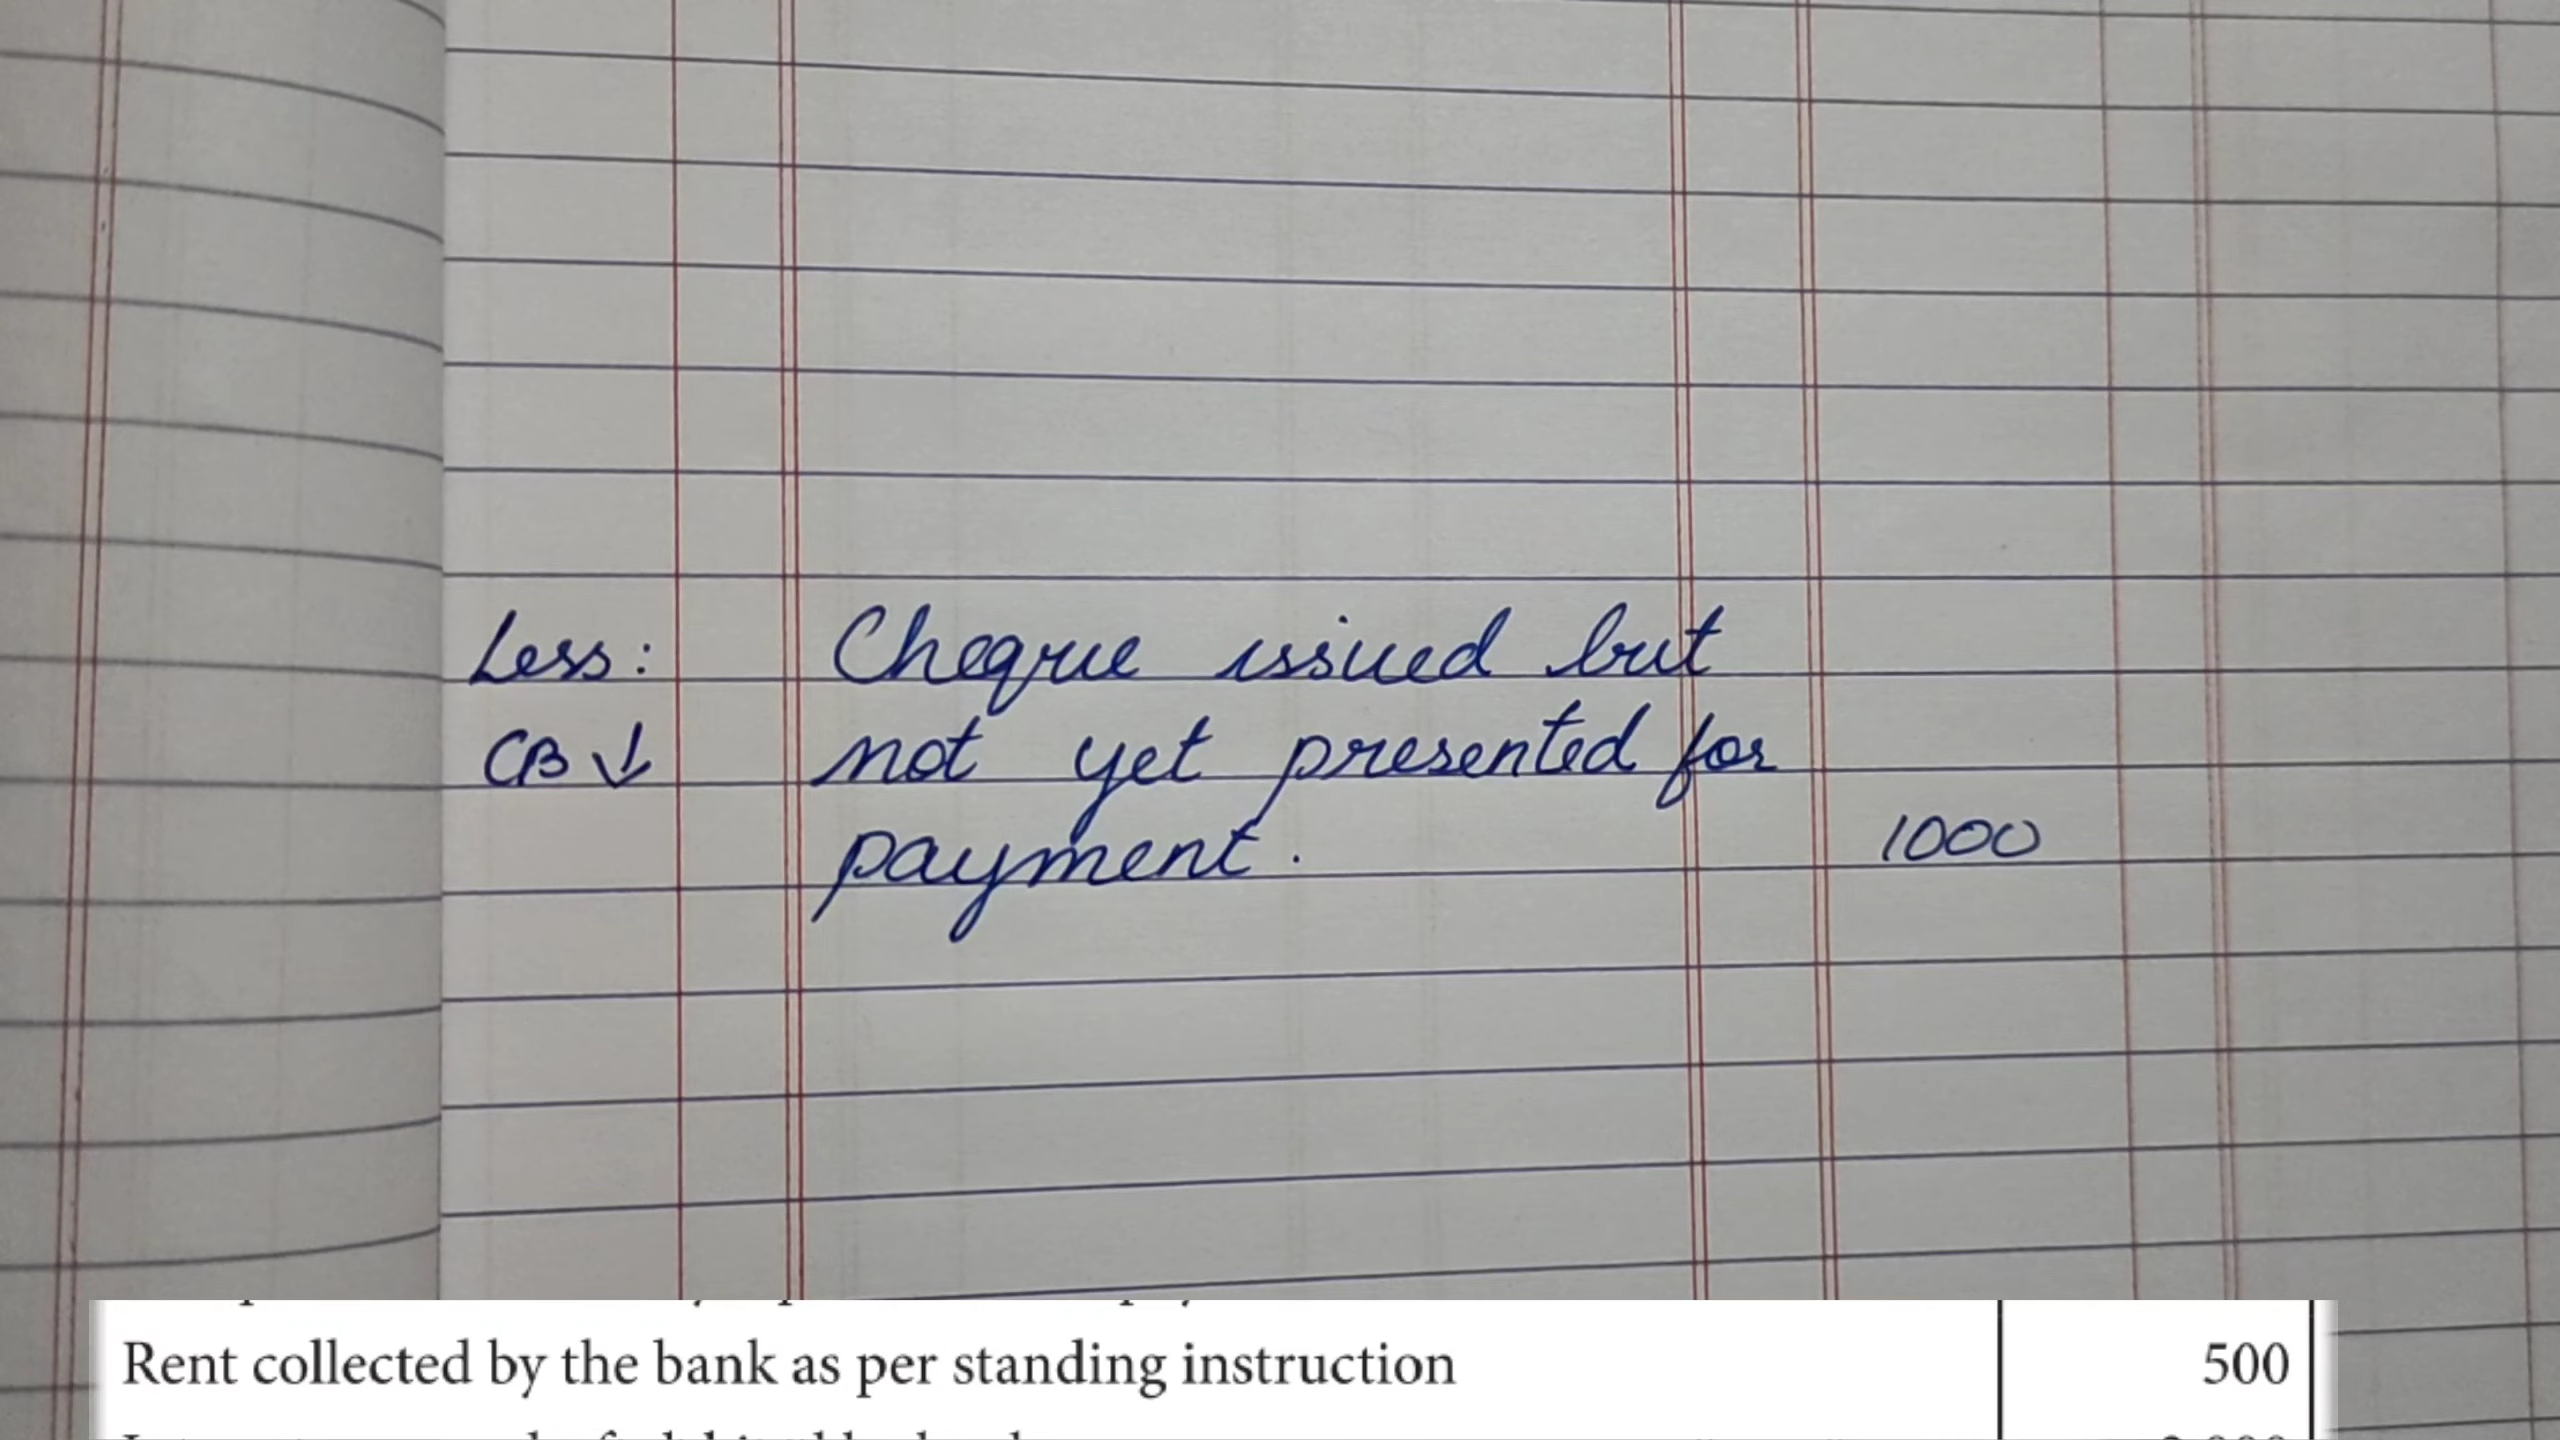 Less: Cheque issued but
CB ↓ not yet presented for
payment. 1000
Rent collected by the bank as per standing instruction 500